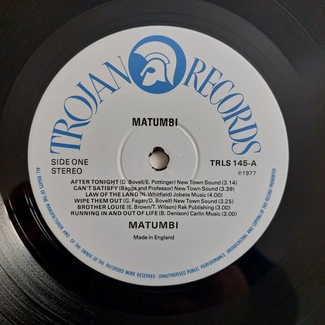 TROJAN RECORDS
MATUMBI
SIDE ONE
STEREO
TRLS 145-A
℗1977
AFTER TONIGHT (D. Bovell/E. Pottinger) New Town Sound (3.14)
CAN'T SATISFY (Baggs and Professor) New Town Sound (3.39)
LAW OF THE LAND (N. Whitfield) Jobete Music (4.00)
WIPE THEM OUT (G. Fagan/D. Bovell) New Town Sound (3.25)
BROTHER LOUIE (E. Brown/T. Wilson) Rak Publishing (3.00)
RUNNING IN AND OUT OF LIFE (B. Denison) Carlin Music (3.00)
MATUMBI
Made in England
ALL RIGHTS OF THE MANUFACTURER AND OF THE OWNER OF THE RECORDED WORK RESERVED · UNAUTHORISED PUBLIC PERFORMANCE BROADCASTING AND COPYING OF THIS RECORD PROHIBITED